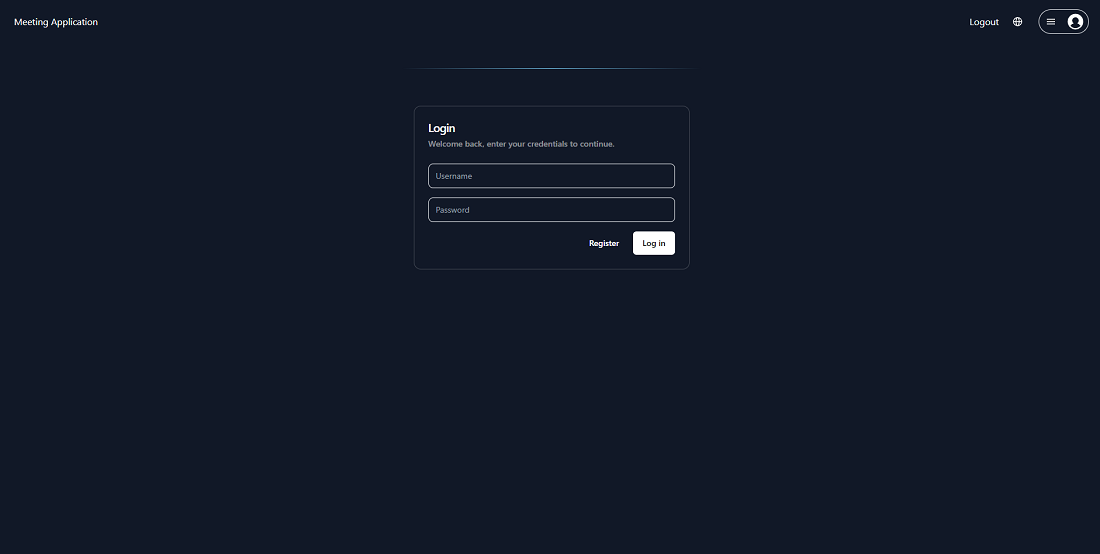 Meeting Application
Logout
Login
Welcome back, enter your credentials to continue.
Username
Password
Register
Log in